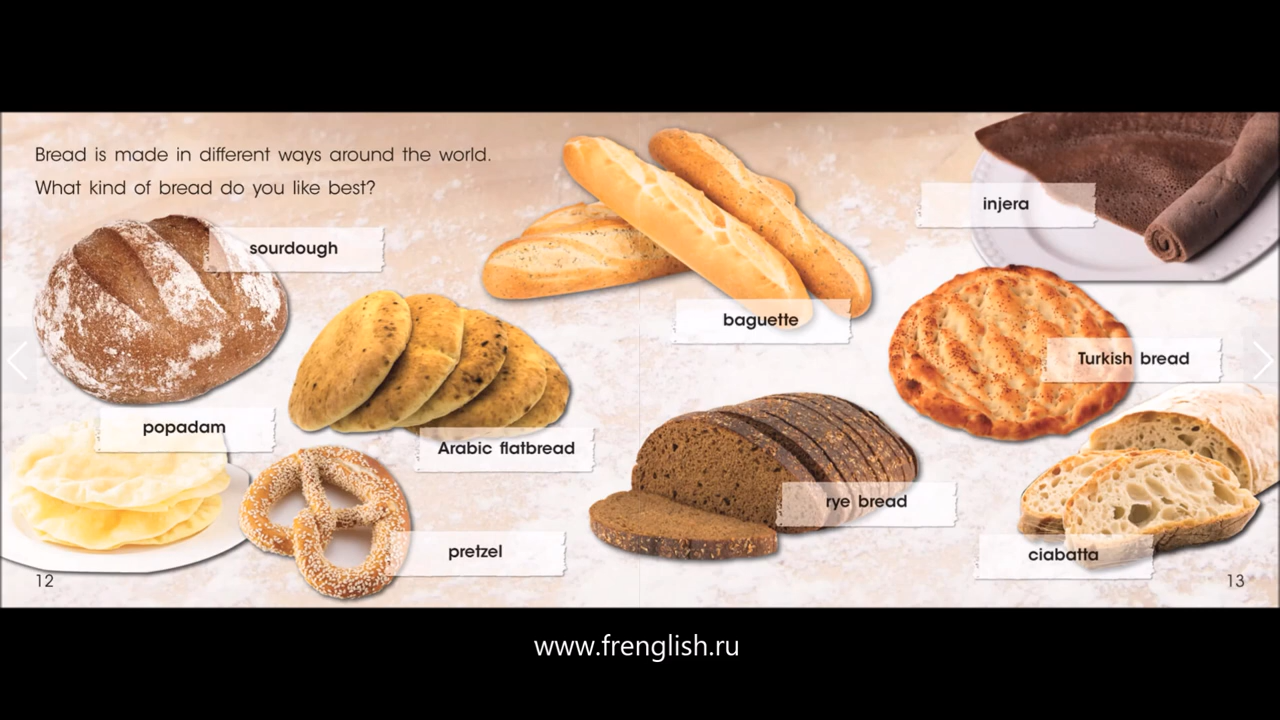 Bread is made in different ways around the world.
What kind of bread do you like best?
sourdough
baguette
injera
Turkish bread
popadam
Arabic flatbread
pretzel
rye bread
ciabatta
12
13
www.frenglish.ru